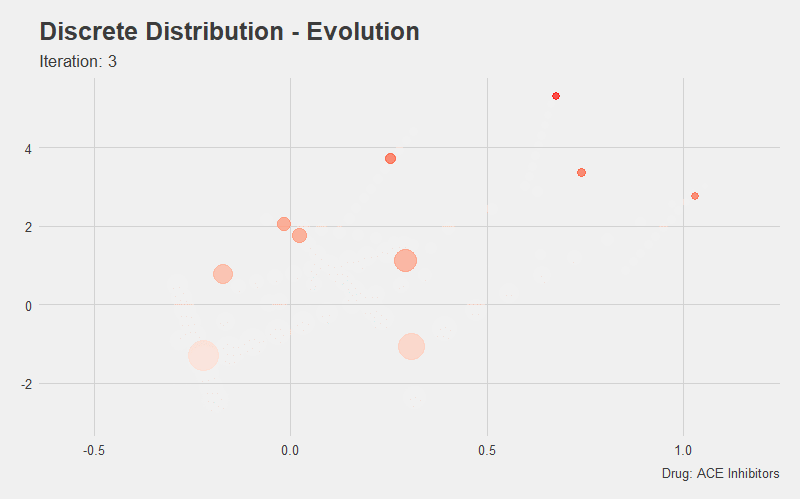 Discrete Distribution - Evolution
Iteration: 3
4
2
0
-2
-0.5 0.0 0.5 1.0
Drug: ACE Inhibitors